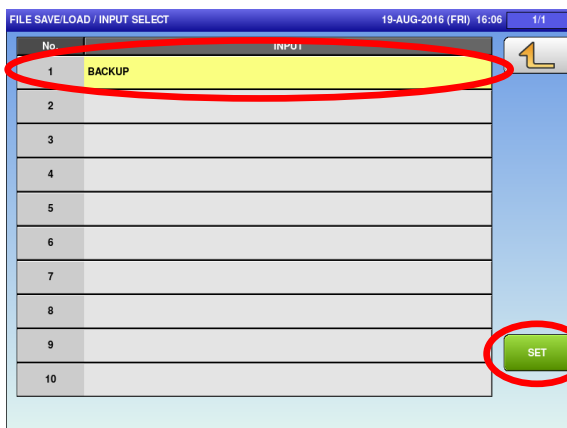 FILE SAVE/LOAD / INPUT SELECT 19-AUG-2016 (FRI) 16:06 1/1
No. INPUT
1 BACKUP
2
3
4
5
6
7
8
9
SET
10